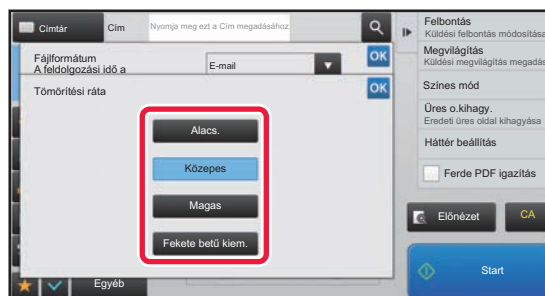 Címtár
Cím
Nyomja meg ezt a Cím megadásához
Fájlformátum
A feldolgozási idő a
E-mail
OK
Tömörítési ráta
OK
Alacs.
Közepes
Magas
Fekete betű kiem.
Egyéb
Felbontás
Küldési felbontás módosítása
Megvilágítás
Küldési megvilágítás megadás
Színes mód
Üres o.kihagy.
Eredeti üres oldal kihagyása
Háttér beállítás
Ferde PDF igazítás
Előnézet
CA
Start